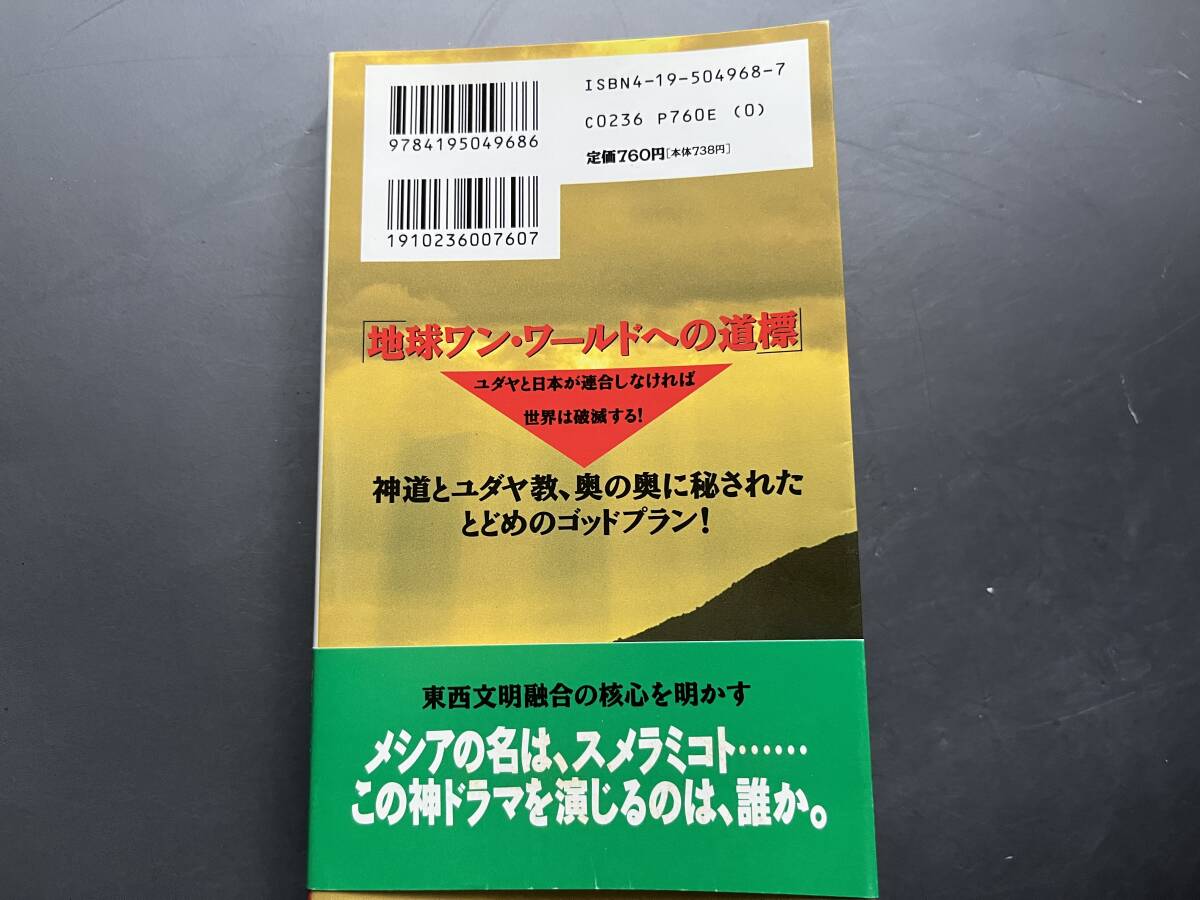 ISBN4-19-504968-7
C0236 P760E (0)
定価760円[本体738円]
9784195049686
1910236007607
「地球ワン・ワールドへの道標」
ユダヤと日本が連合しなければ
世界は破滅する!
神道とユダヤ教、奥の奥に秘された
とどめのゴッドプラン!
東西文明融合の核心を明かす
メシアの名は、スメラミコト……
この神ドラマを演じるのは、誰か。